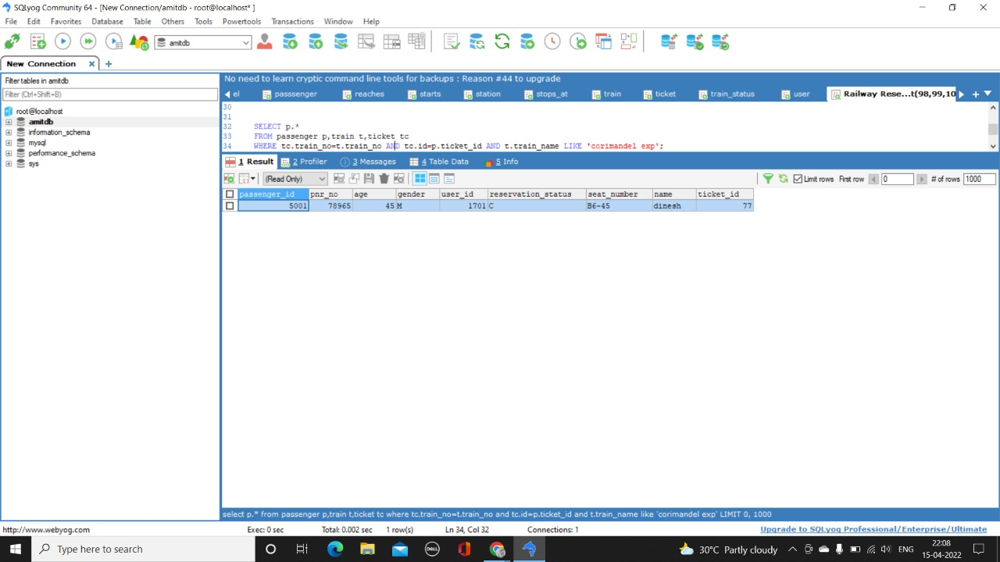 SQLyog Community 64 - [New Connection/amitdb - root@localhost* ]
File Edit Favorites Database Table Others Tools Powertools Transactions Window Help
amitdb
New Connection
Filter tables in amitdb
Filter (Ctrl+Shift+B)
root@localhost
amitdb
information_schema
mysql
performance_schema
sys
No need to learn cryptic command line tools for backups : Reason #44 to upgrade
el passsenger reaches starts station stops_at train ticket train_status user Railway Rese...t(98,99,10
30
31
32 SELECT p.*
33 FROM passenger p,train t,ticket tc
34 WHERE tc.train_no=t.train_no AND tc.id=p.ticket_id AND t.train_name LIKE 'corimandel exp';
1 Result 2 Profiler 3 Messages 4 Table Data 5 Info
(Read Only) Limit rows First row 0 # of rows 1000
passenger_id pnr_no age gender user_id reservation_status seat_number name ticket_id
5001 78965 45 M 1701 C B6-45 dinesh 77
select p.* from passenger p,train t,ticket tc where tc.train_no=t.train_no and tc.id=p.ticket_id and t.train_name like 'corimandel exp' LIMIT 0, 1000
http://www.webyog.com Exec: 0 sec Total: 0.002 sec 1 row(s) Ln 34, Col 32 Connections: 1 Upgrade to SQLyog Professional/Enterprise/Ultimate
Type here to search DELL 30°C Partly cloudy ENG 22:08
15-04-2022